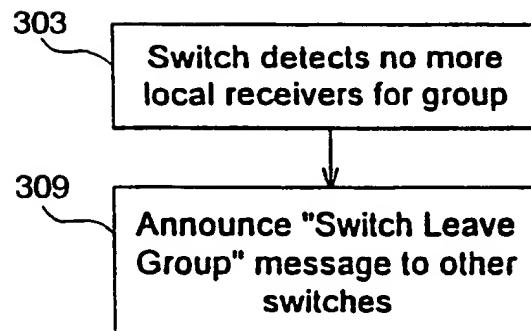 303
Switch detects no more
local receivers for group
309
Announce "Switch Leave
Group" message to other
switches